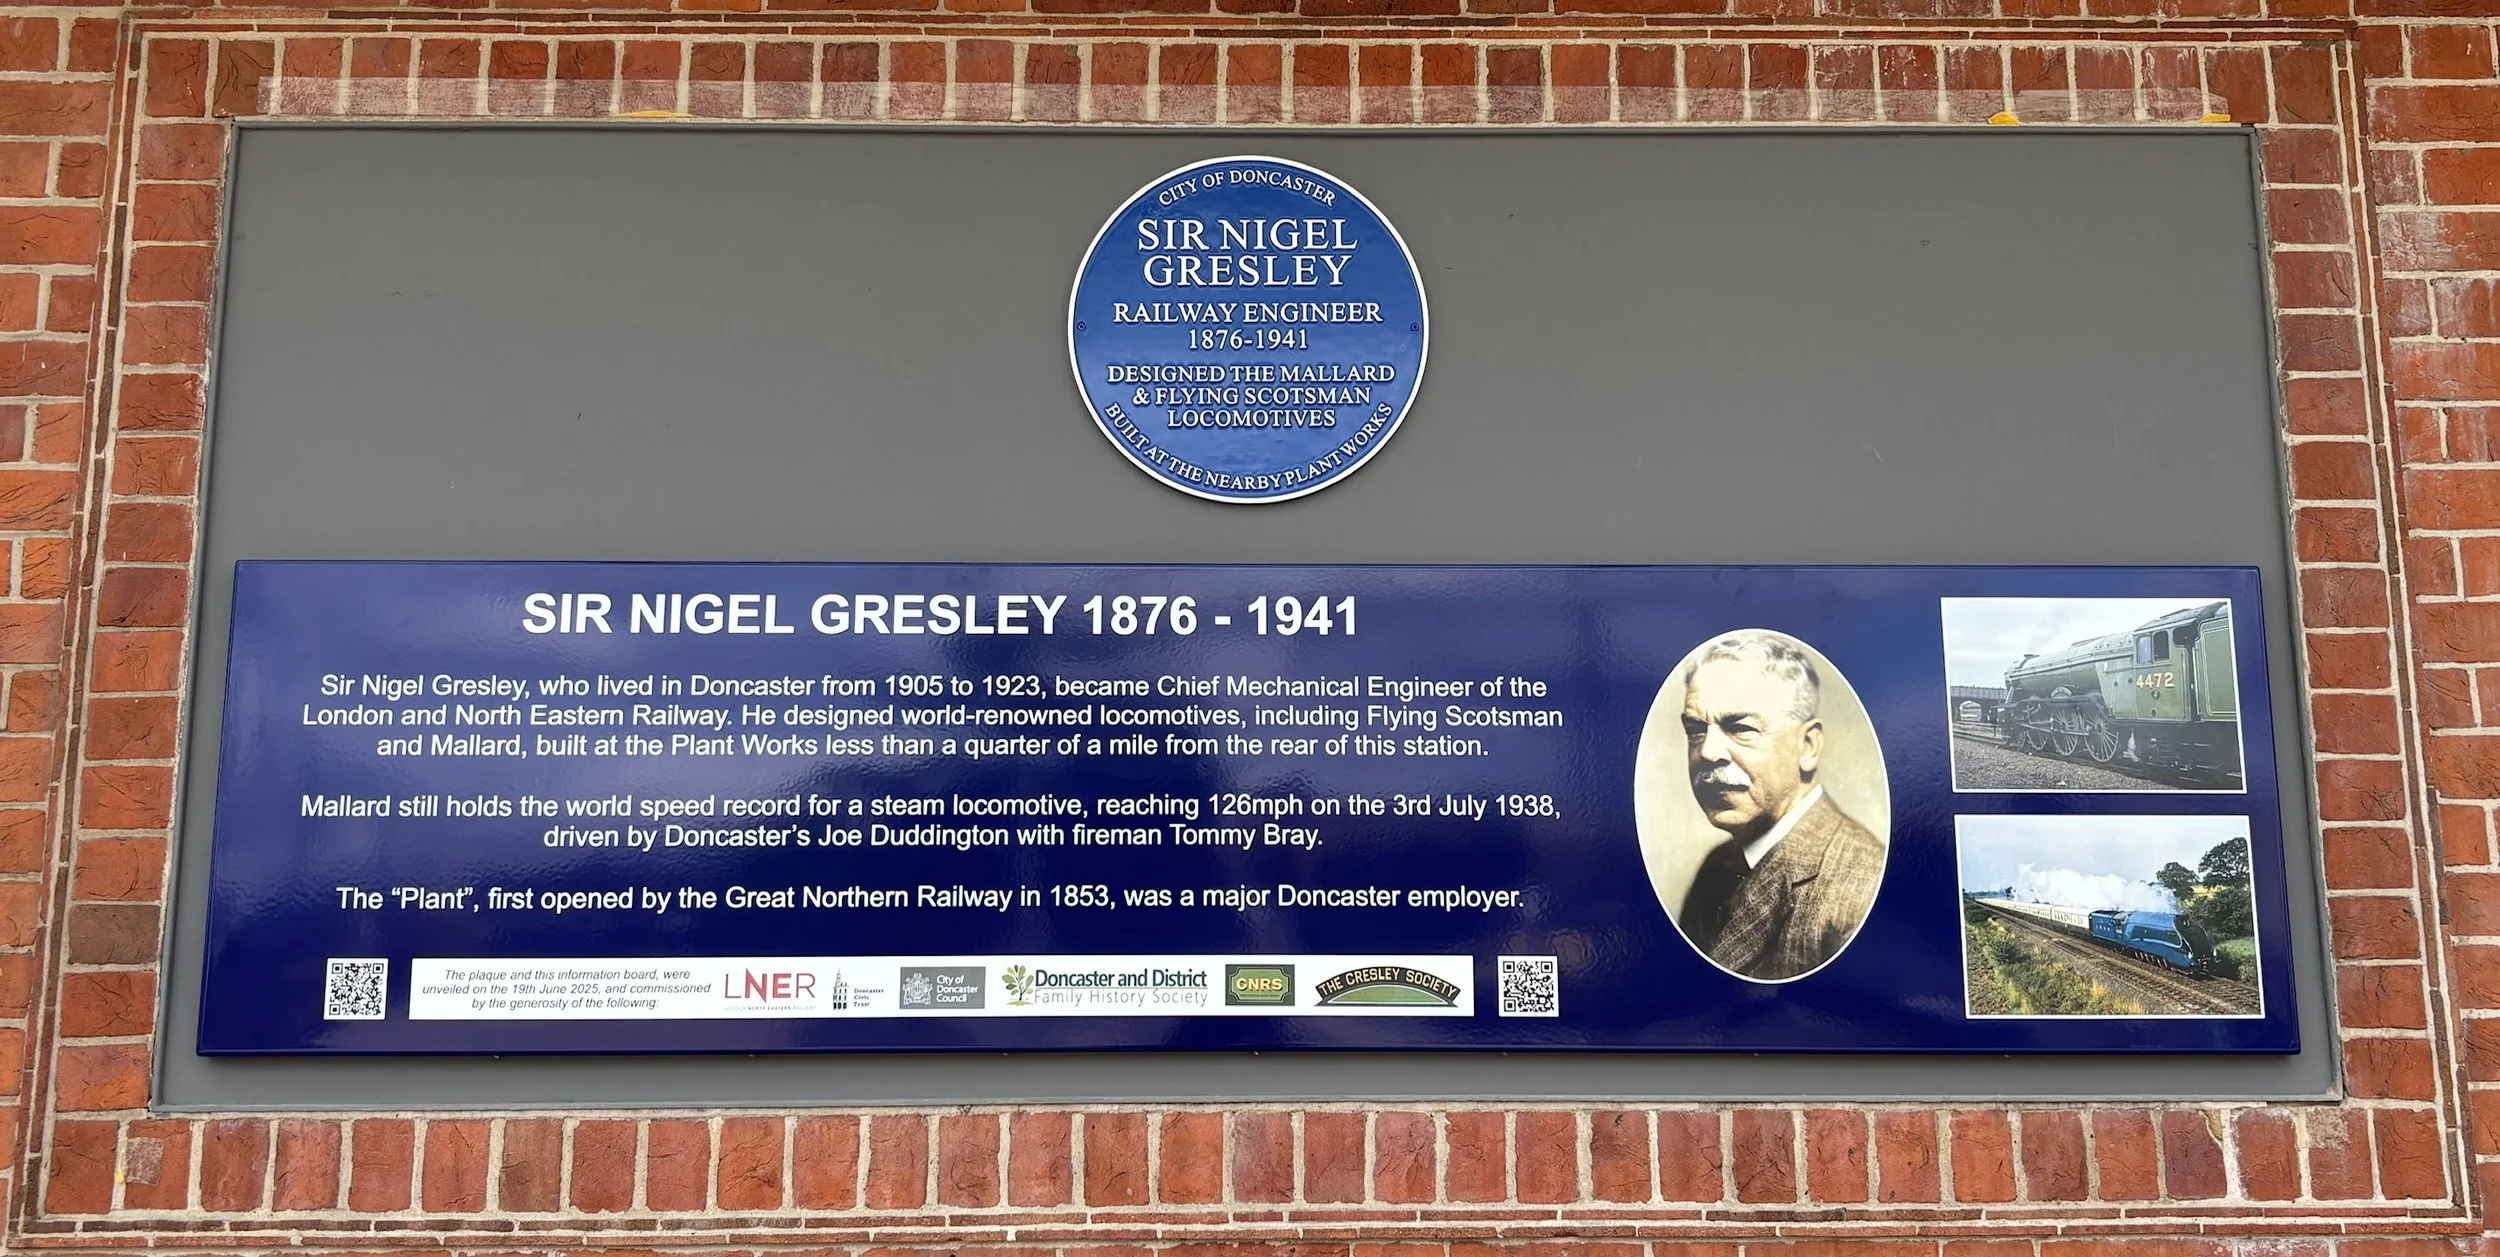 CITY OF DONCASTER
SIR NIGEL
GRESLEY
RAILWAY ENGINEER
1876-1941
DESIGNED THE MALLARD
& FLYING SCOTSMAN
LOCOMOTIVES
BUILT AT THE NEARBY PLANT WORKS
SIR NIGEL GRESLEY 1876 - 1941
Sir Nigel Gresley, who lived in Doncaster from 1905 to 1923, became Chief Mechanical Engineer of the
London and North Eastern Railway. He designed world-renowned locomotives, including Flying Scotsman
and Mallard, built at the Plant Works less than a quarter of a mile from the rear of this station.
Mallard still holds the world speed record for a steam locomotive, reaching 126mph on the 3rd July 1938,
driven by Doncaster’s Joe Duddington with fireman Tommy Bray.
The “Plant”, first opened by the Great Northern Railway in 1853, was a major Doncaster employer.
The plaque and this information board, were
unveiled on the 19th June 2025, and commissioned
by the generosity of the following:
LNER
LONDON NORTH EASTERN RAILWAY
Doncaster
Civic
Trust
City of
Doncaster
Council
Doncaster and District
Family History Society
GNRS
THE GRESLEY SOCIETY
4472